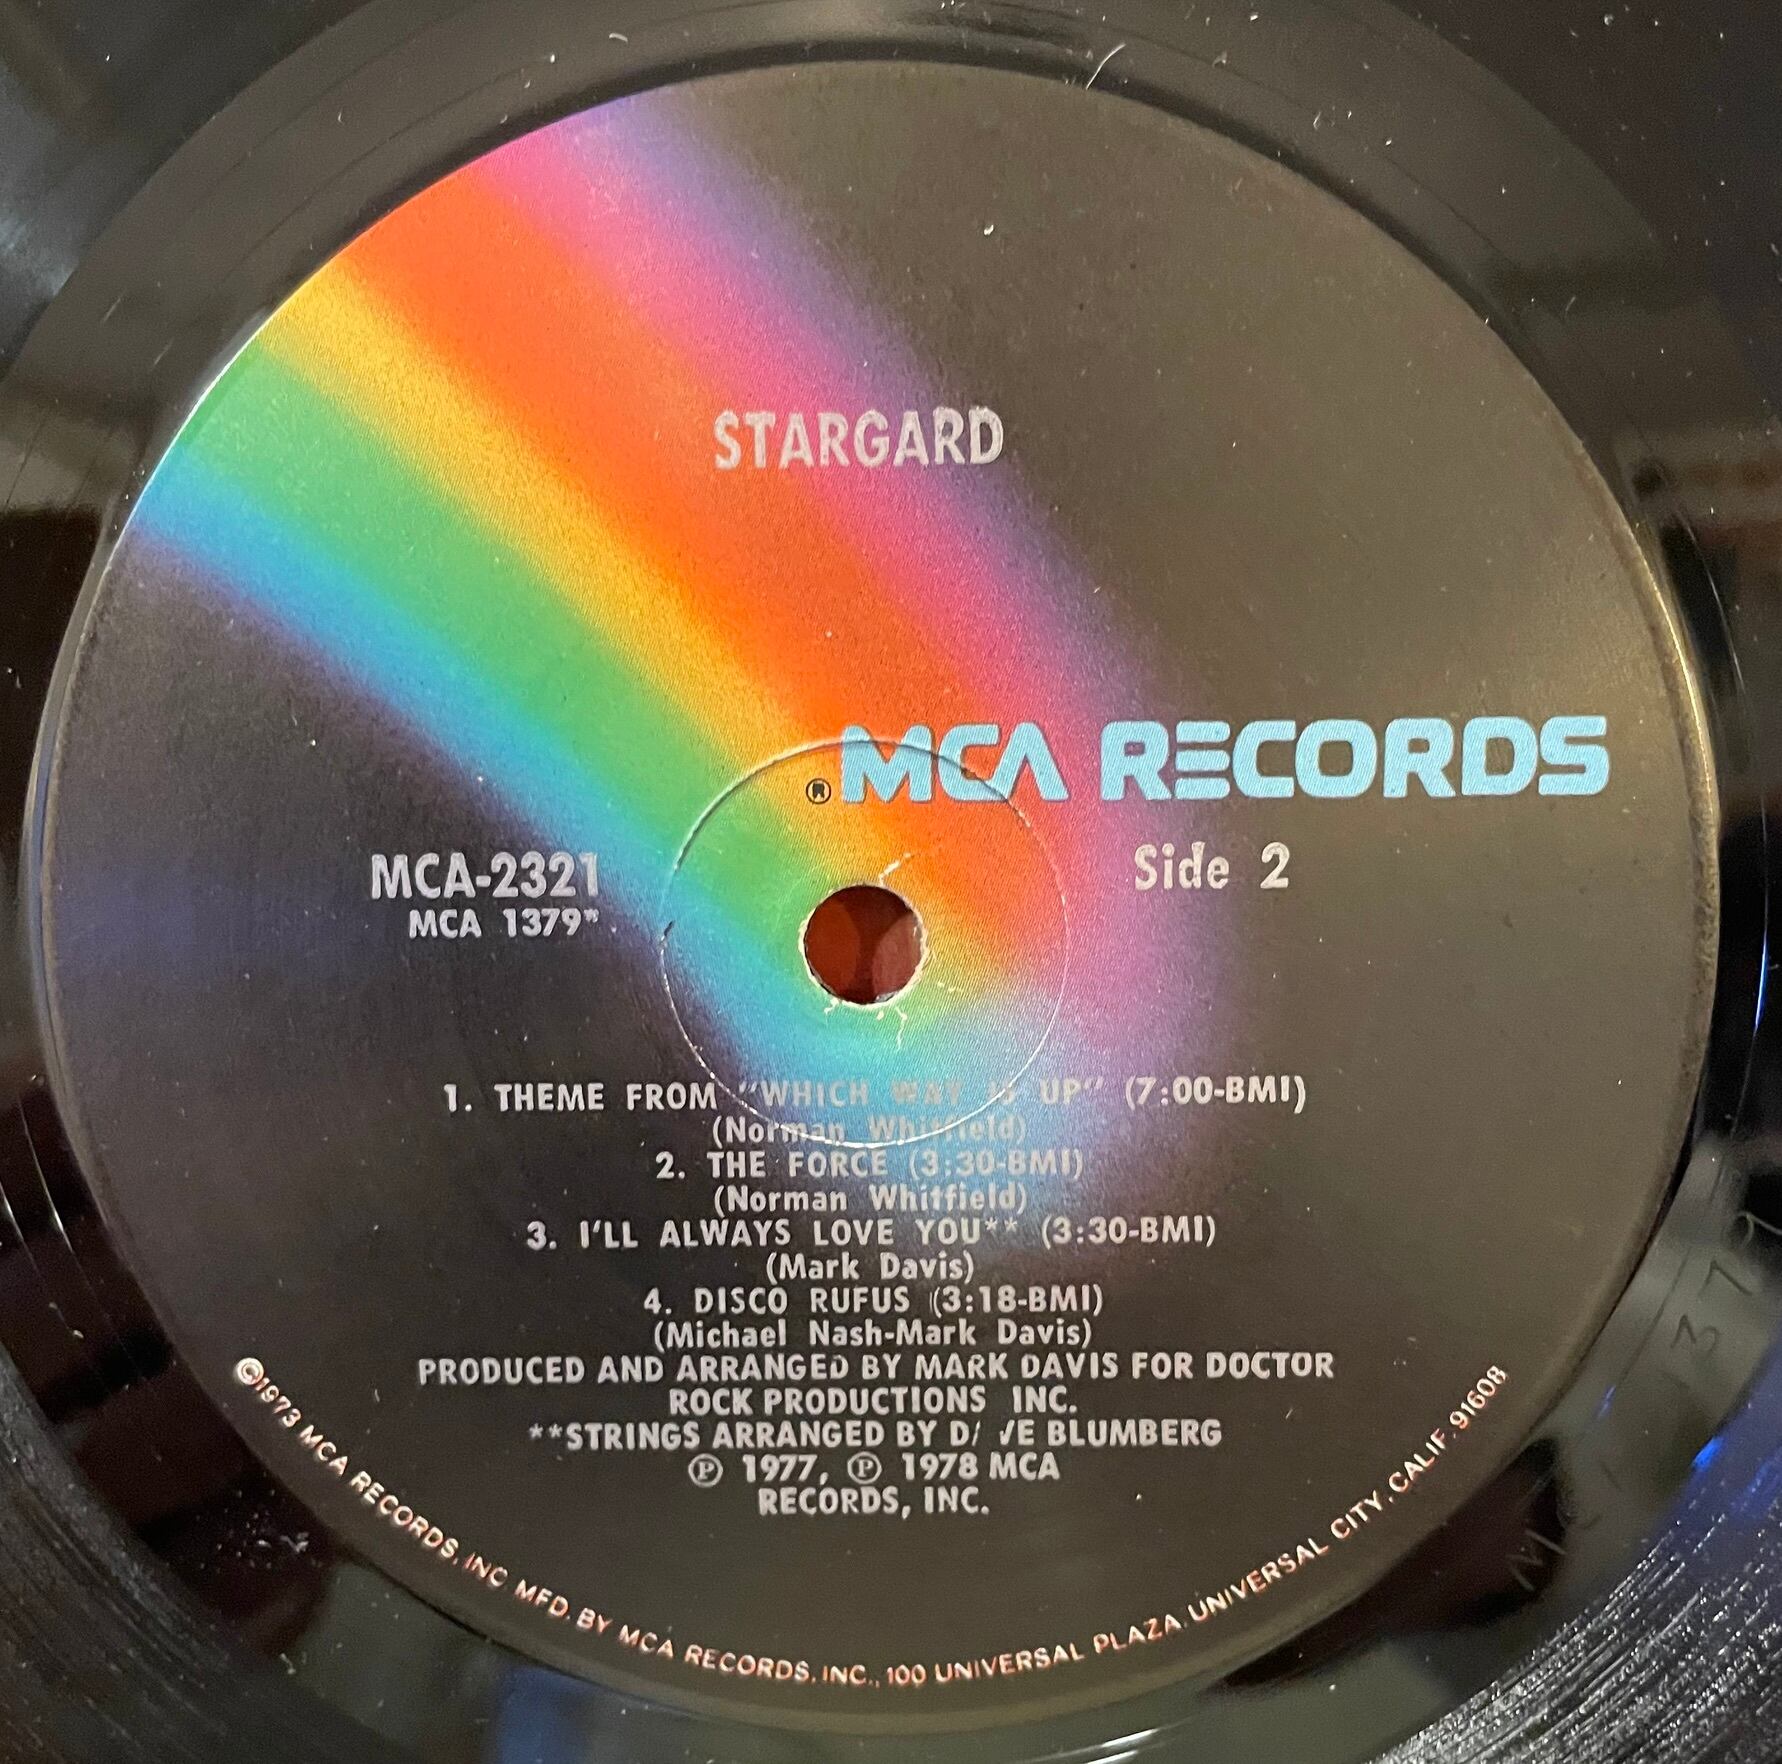 STARGARD
® MCA RECORDS
MCA-2321
MCA 1379*
Side 2
1. THEME FROM "WHICH WAY IS UP" (7:00-BMI)
(Norman Whitfield)
2. THE FORCE (3:30-BMI)
(Norman Whitfield)
3. I'LL ALWAYS LOVE YOU** (3:30-BMI)
(Mark Davis)
4. DISCO RUFUS (3:18-BMI)
(Michael Nash-Mark Davis)
PRODUCED AND ARRANGED BY MARK DAVIS FOR DOCTOR
ROCK PRODUCTIONS INC.
**STRINGS ARRANGED BY DAVE BLUMBERG
Ⓟ 1977, Ⓟ 1978 MCA
RECORDS, INC.
©1973 MCA RECORDS, INC MFD. BY MCA RECORDS, INC., 100 UNIVERSAL PLAZA, UNIVERSAL CITY, CALIF. 91608